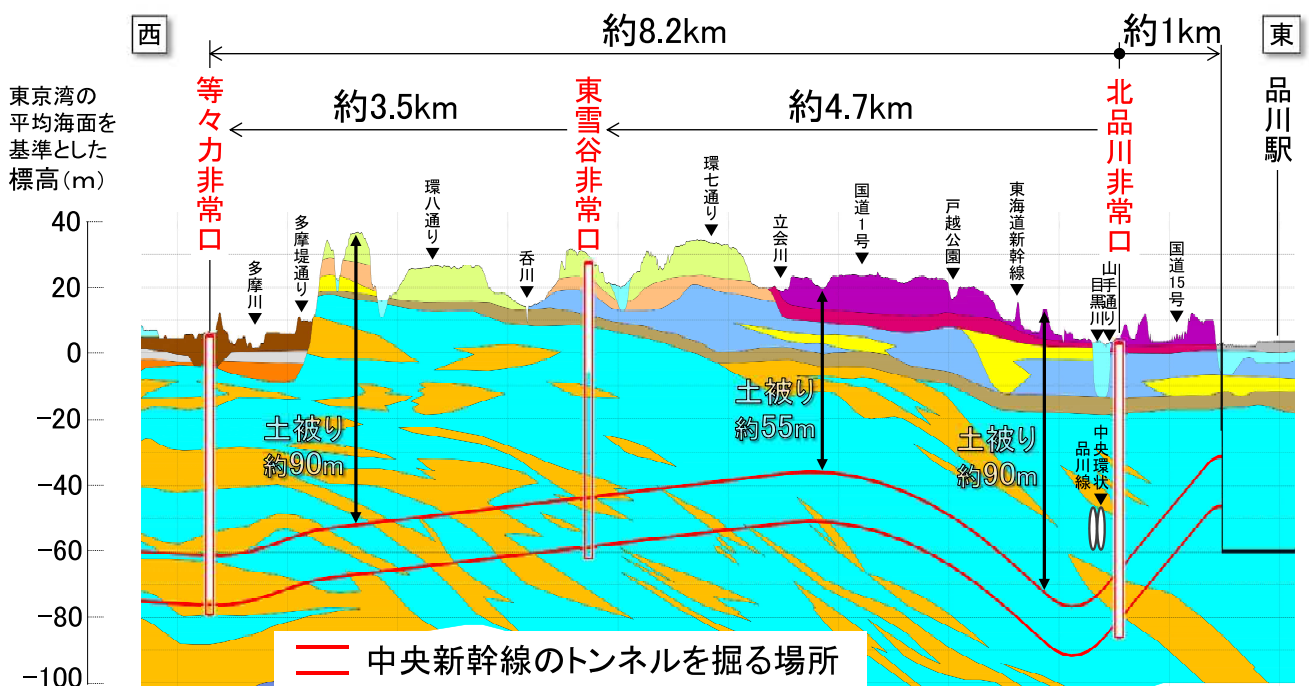 西
約8.2km
約1km
東
東京湾の
平均海面を
基準とした
標高(m)
等々力非常口
約3.5km
東雪谷非常口
約4.7km
北品川非常口
品川駅
40
20
0
-20
-40
-60
-80
-100
多摩川
多摩堤通り
環八通り
呑川
環七通り
立会川
国道1号
戸越公園
東海道新幹線
目黒川
山手通り
国道15号
土被り
約90m
土被り
約55m
土被り
約90m
中央環状
品川線
中央新幹線のトンネルを掘る場所